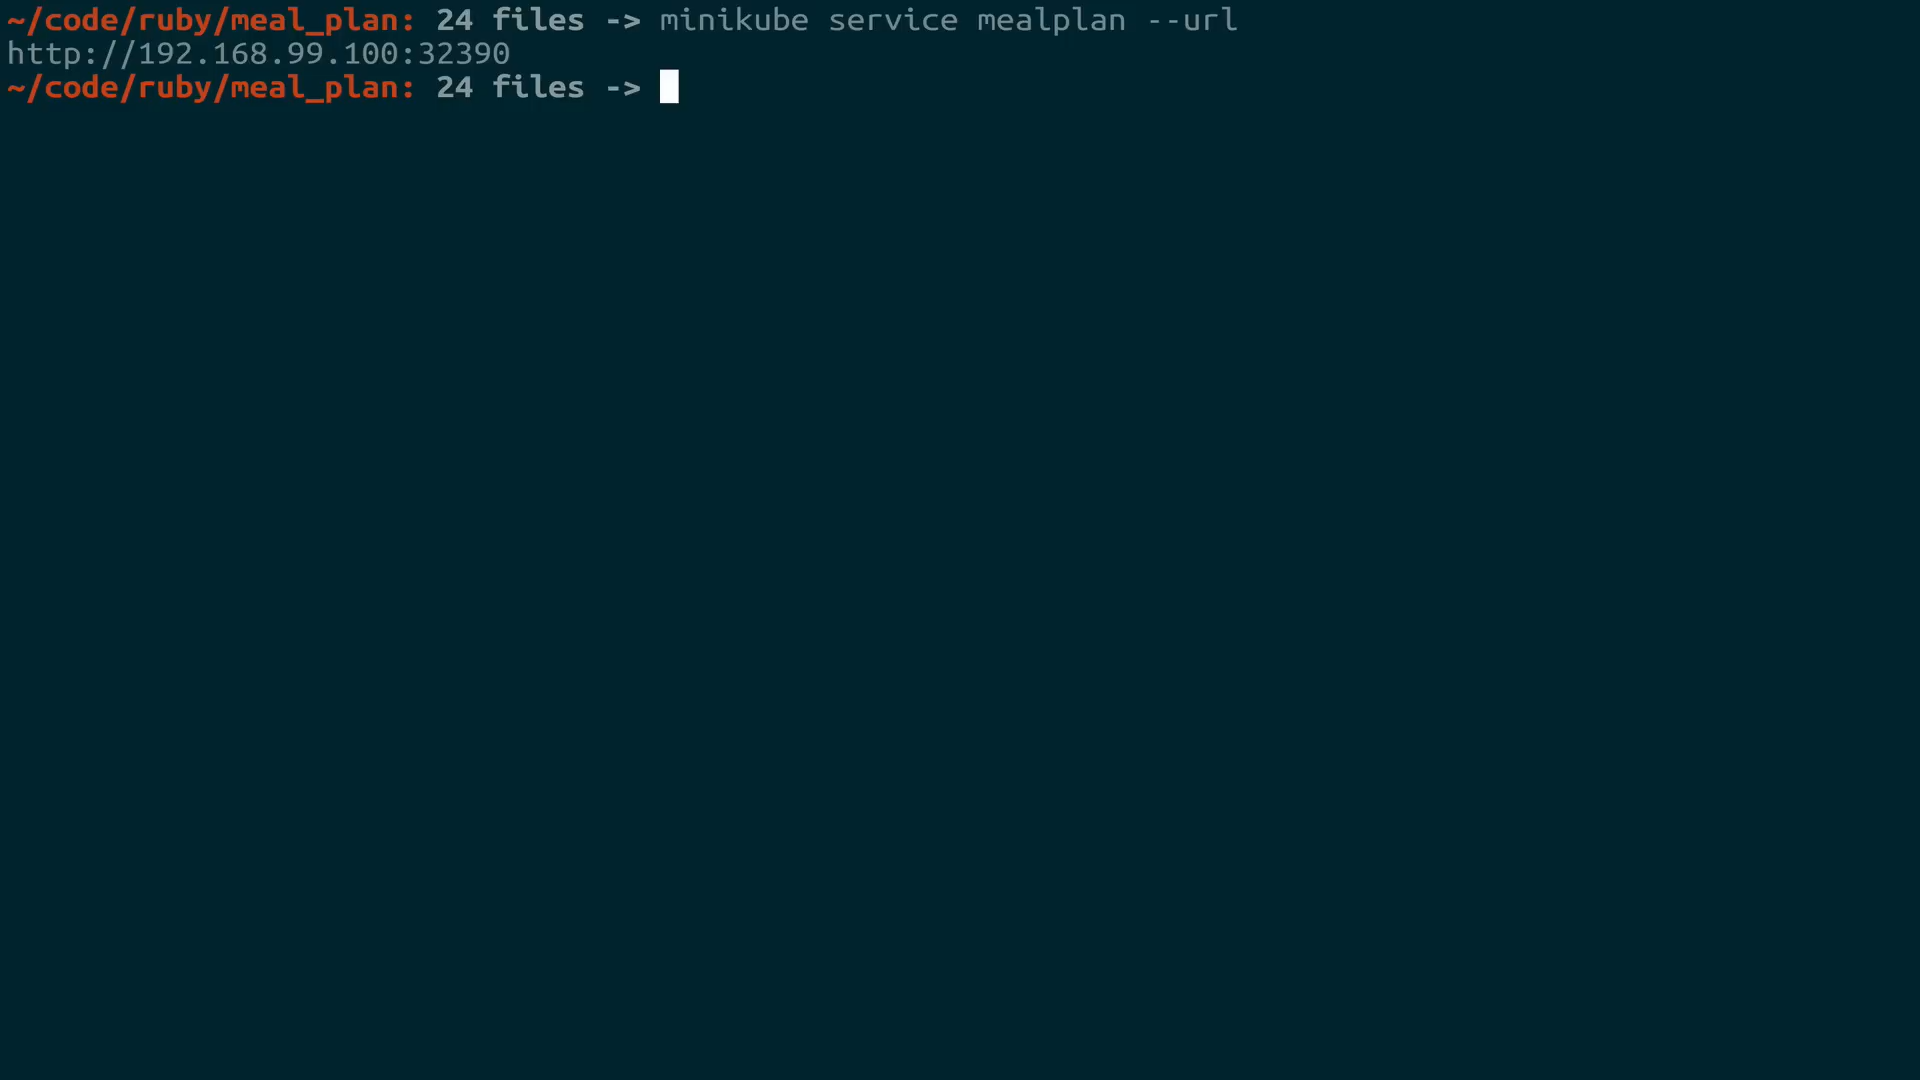 ~/code/ruby/meal_plan: 24 files -> minikube service mealplan --url
http://192.168.99.100:32390
~/code/ruby/meal_plan: 24 files ->